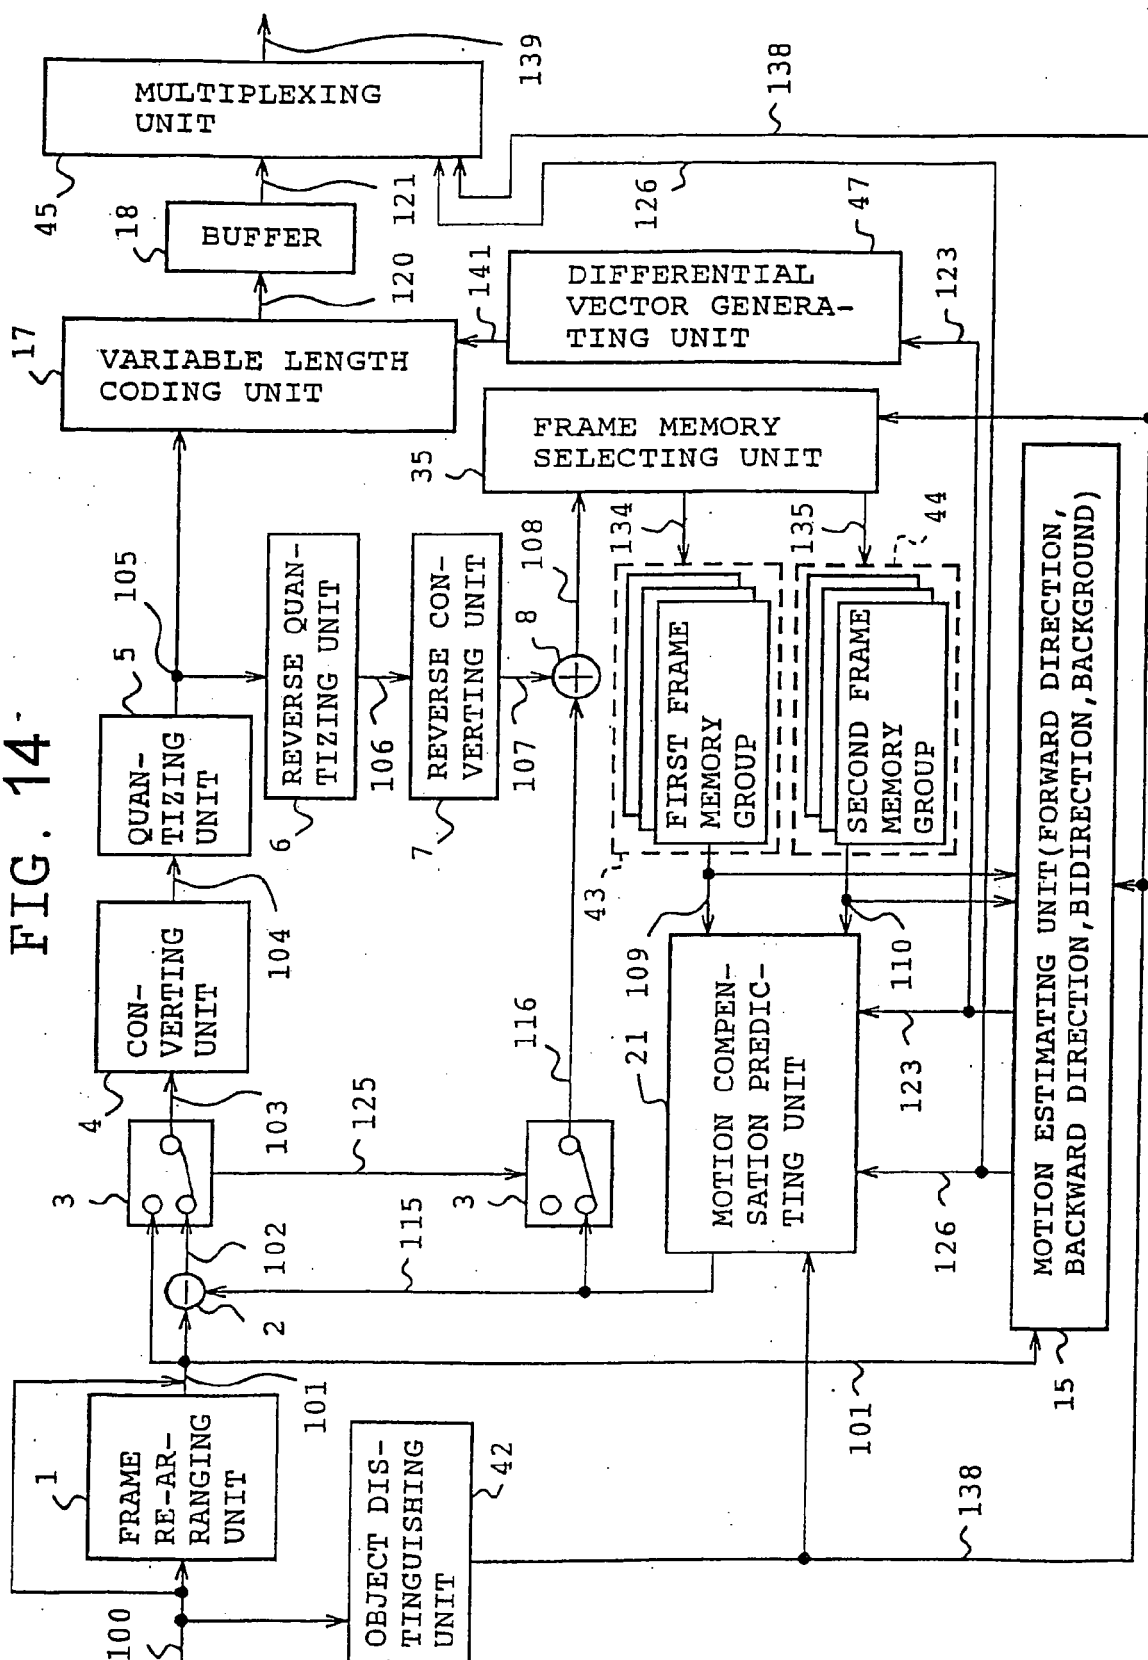 FIG. 14
100
1
FRAME
RE-AR-
RANGING
UNIT
101
2
102
3
103
4
CON-
VERTING
UNIT
104
5
QUAN-
TIZING
UNIT
105
17
VARIABLE LENGTH
CODING UNIT
120
18
BUFFER
121
45
MULTIPLEXING
UNIT
139
OBJECT DIS-
TINGUISHING
UNIT
42
115
125
3
116
6
REVERSE QUAN-
TIZING UNIT
106
7
REVERSE CON-
VERTING UNIT
107
8
108
35
FRAME MEMORY
SELECTING UNIT
141
DIFFERENTIAL
VECTOR GENERA-
TING UNIT
47
123
126
138
134
135
44
43
FIRST FRAME
MEMORY
GROUP
SECOND FRAME
MEMORY
GROUP
109
110
21
MOTION COMPEN-
SATION PREDIC-
TING UNIT
123
126
101
138
15
MOTION ESTIMATING UNIT(FORWARD DIRECTION,
BACKWARD DIRECTION,BIDIRECTION,BACKGROUND)